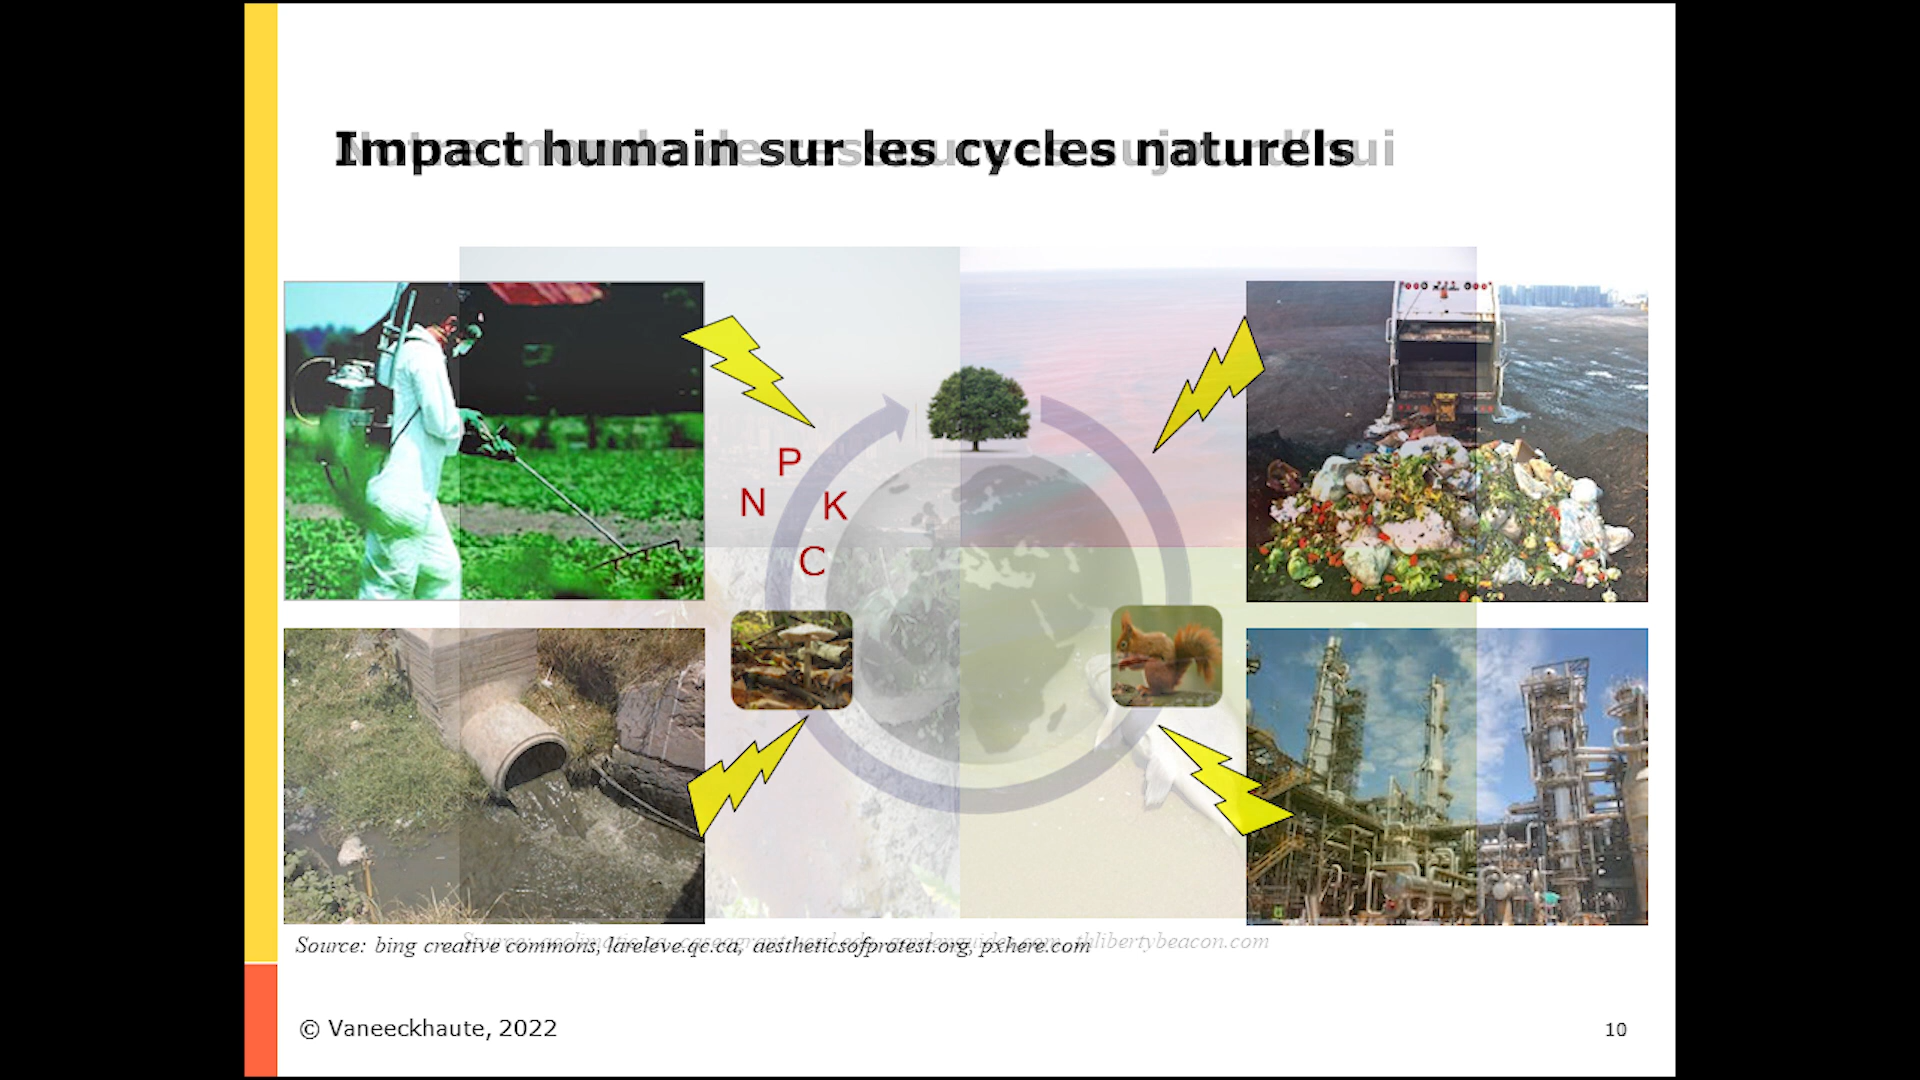 Impact humain sur les cycles naturels
P
N K
C
Source: bing creative commons, lareleve.qc.ca, aestheticsofprotest.org, pxhere.com
© Vaneeckhaute, 2022
10